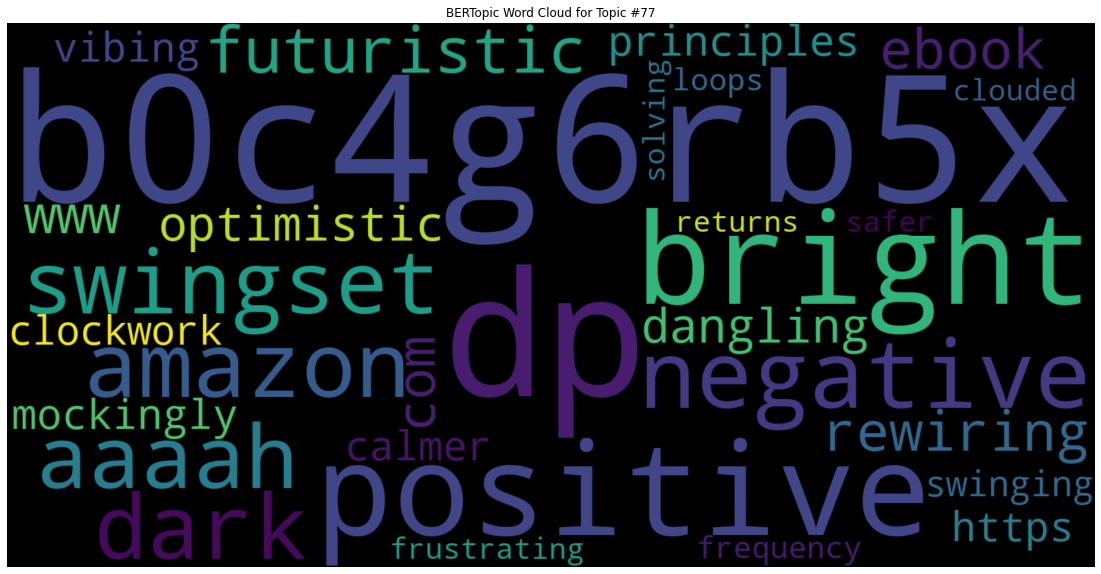 BERTopic Word Cloud for Topic #77
vibing
futuristic
principles
ebook
solving
loops
clouded
b0c4g6rb5x
www
optimistic
returns
safer
swingset
bright
clockwork
dp
dangling
amazon
com
negative
mockingly
aaaah
calmer
rewiring
positive
swinging
dark
https
frustrating
frequency